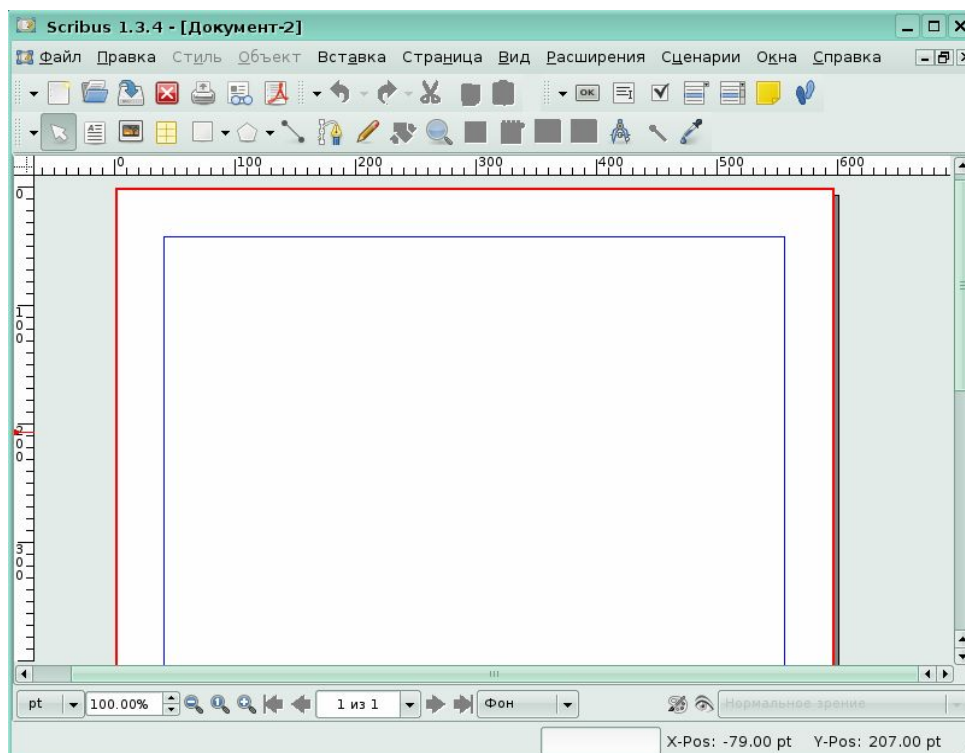 Scribus 1.3.4 - [Документ-2]
Файл Правка Стиль Объект Вставка Страница Вид Расширения Сценарии Окна Справка
OK
0 100 200 300 400 500 600
0
100
200
300
pt 100.00% 1 из 1 Фон Нормальное зрение
X-Pos: -79.00 pt Y-Pos: 207.00 pt